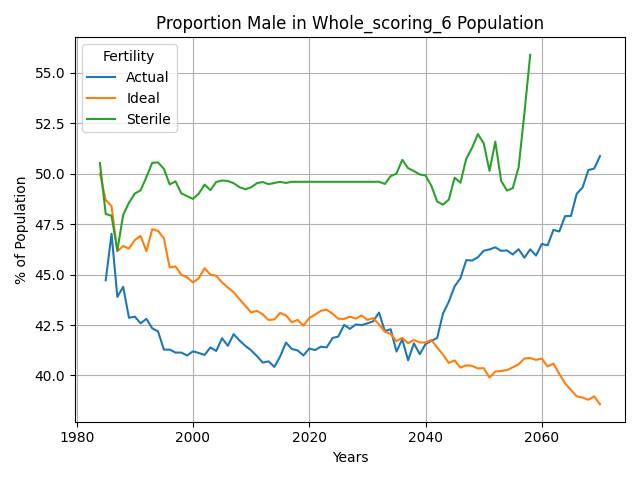 Proportion Male in Whole_scoring_6 Population
Fertility
Actual
Ideal
Sterile
% of Population
55.0
52.5
50.0
47.5
45.0
42.5
40.0
1980
2000
2020
2040
2060
Years